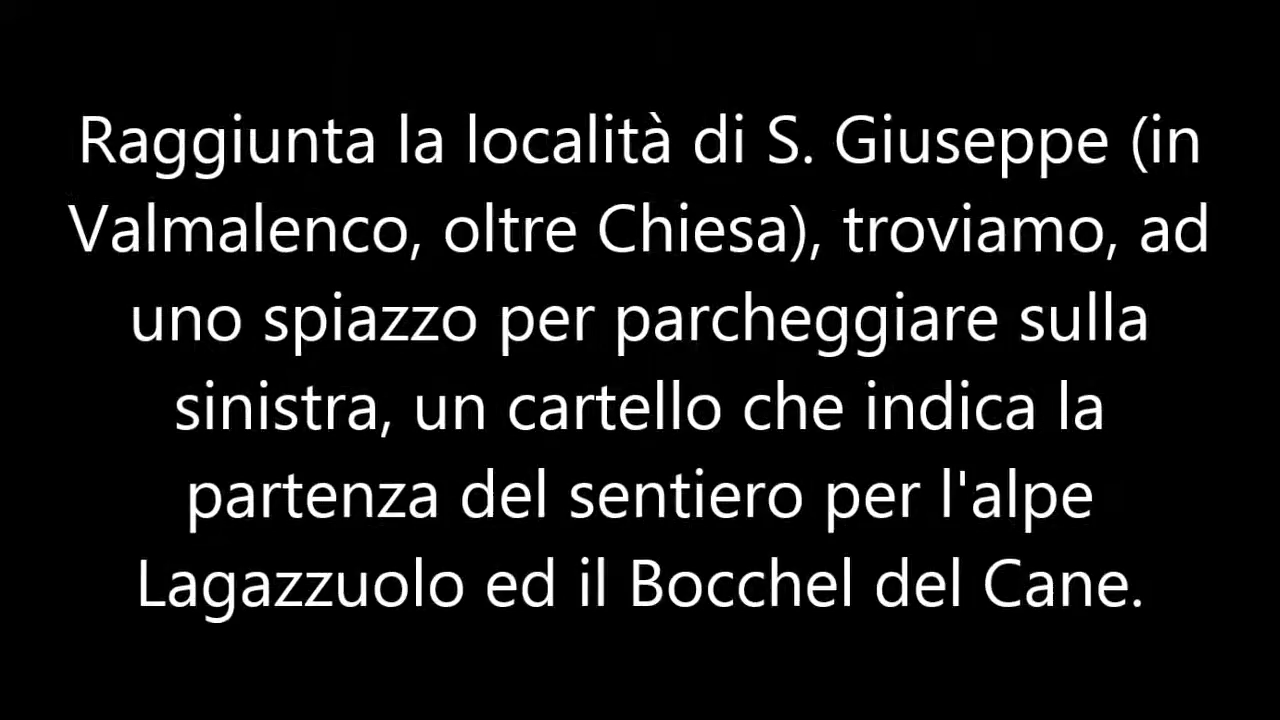 Raggiunta la località di S. Giuseppe (in
Valmalenco, oltre Chiesa), troviamo, ad
uno spiazzo per parcheggiare sulla
sinistra, un cartello che indica la
partenza del sentiero per l'alpe
Lagazzuolo ed il Bocchel del Cane.